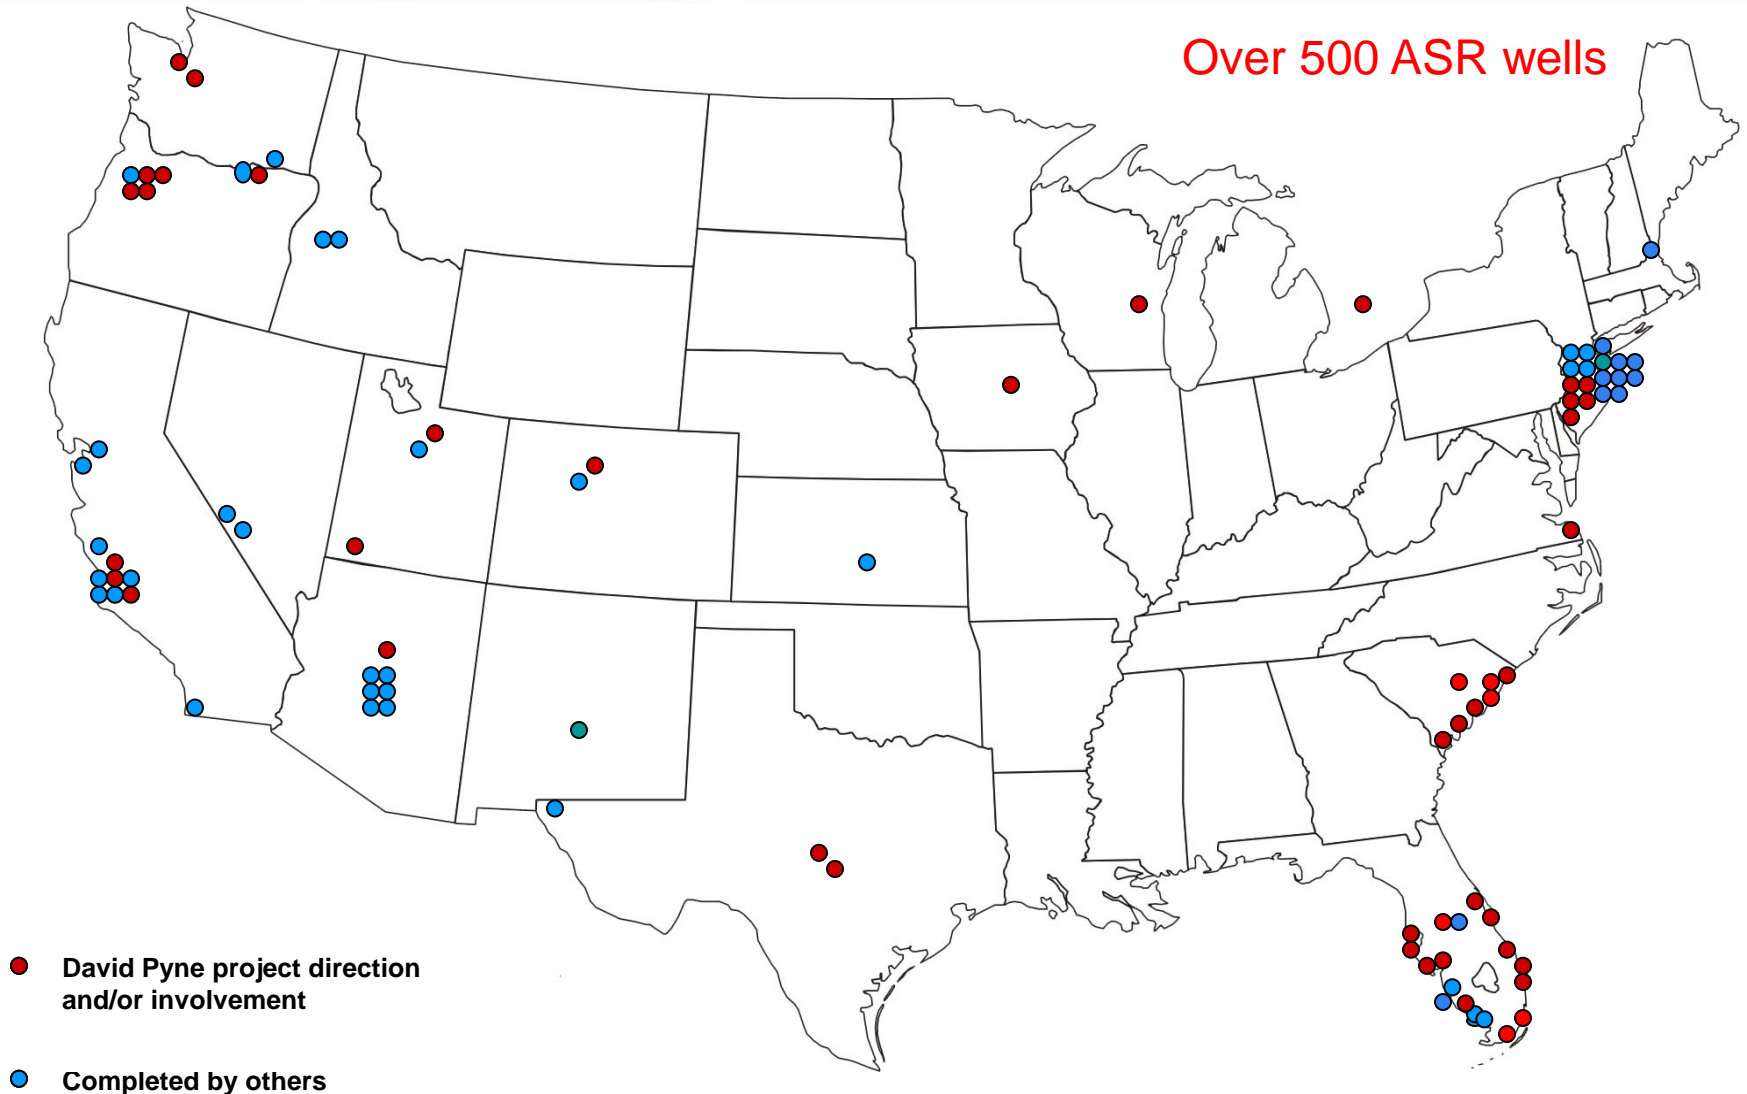 Over 500 ASR wells
David Pyne project direction
and/or involvement
Completed by others